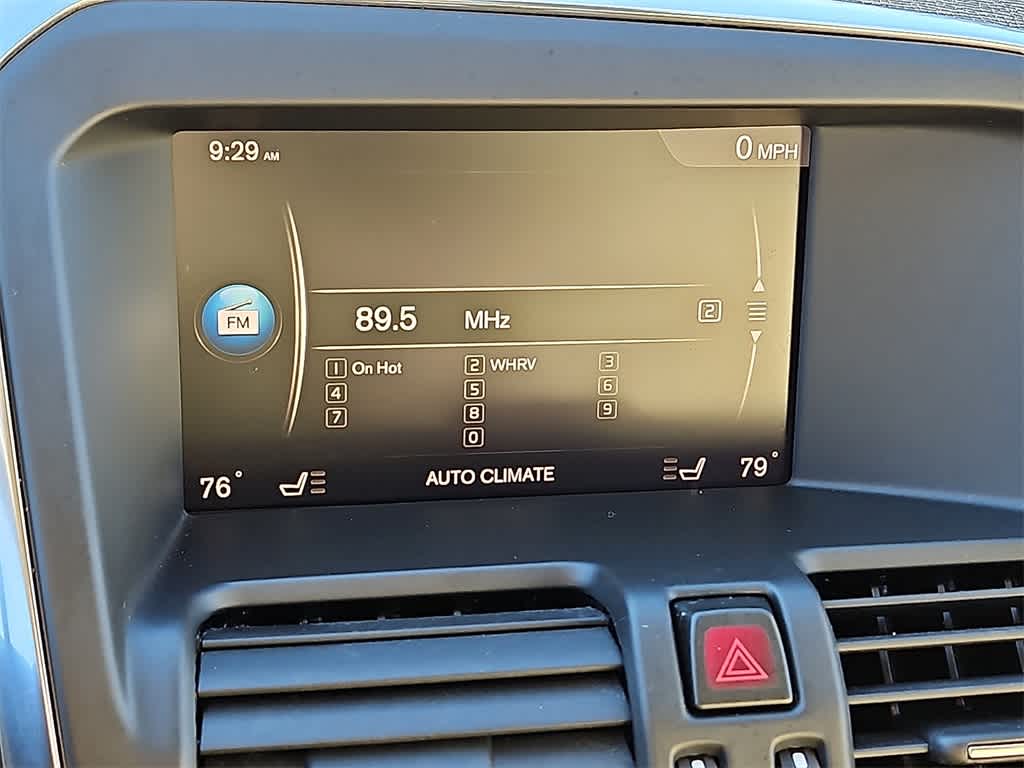 9:29 AM
0 MPH
FM
89.5 MHz 2
1 On Hot 2 WHRV 3
4 5 6
7 8 9
0
76° AUTO CLIMATE 79°